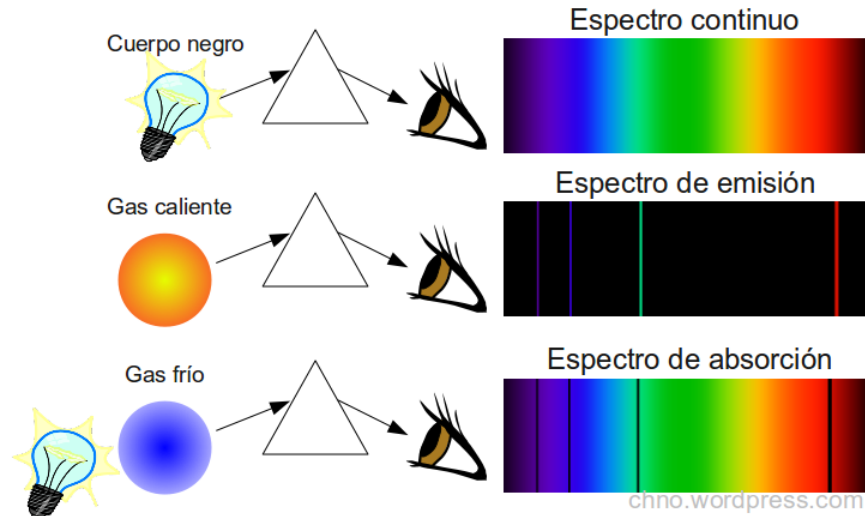 Espectro continuo
Cuerpo negro
Espectro de emisión
Gas caliente
Espectro de absorción
Gas frío
chno.wordpress.com